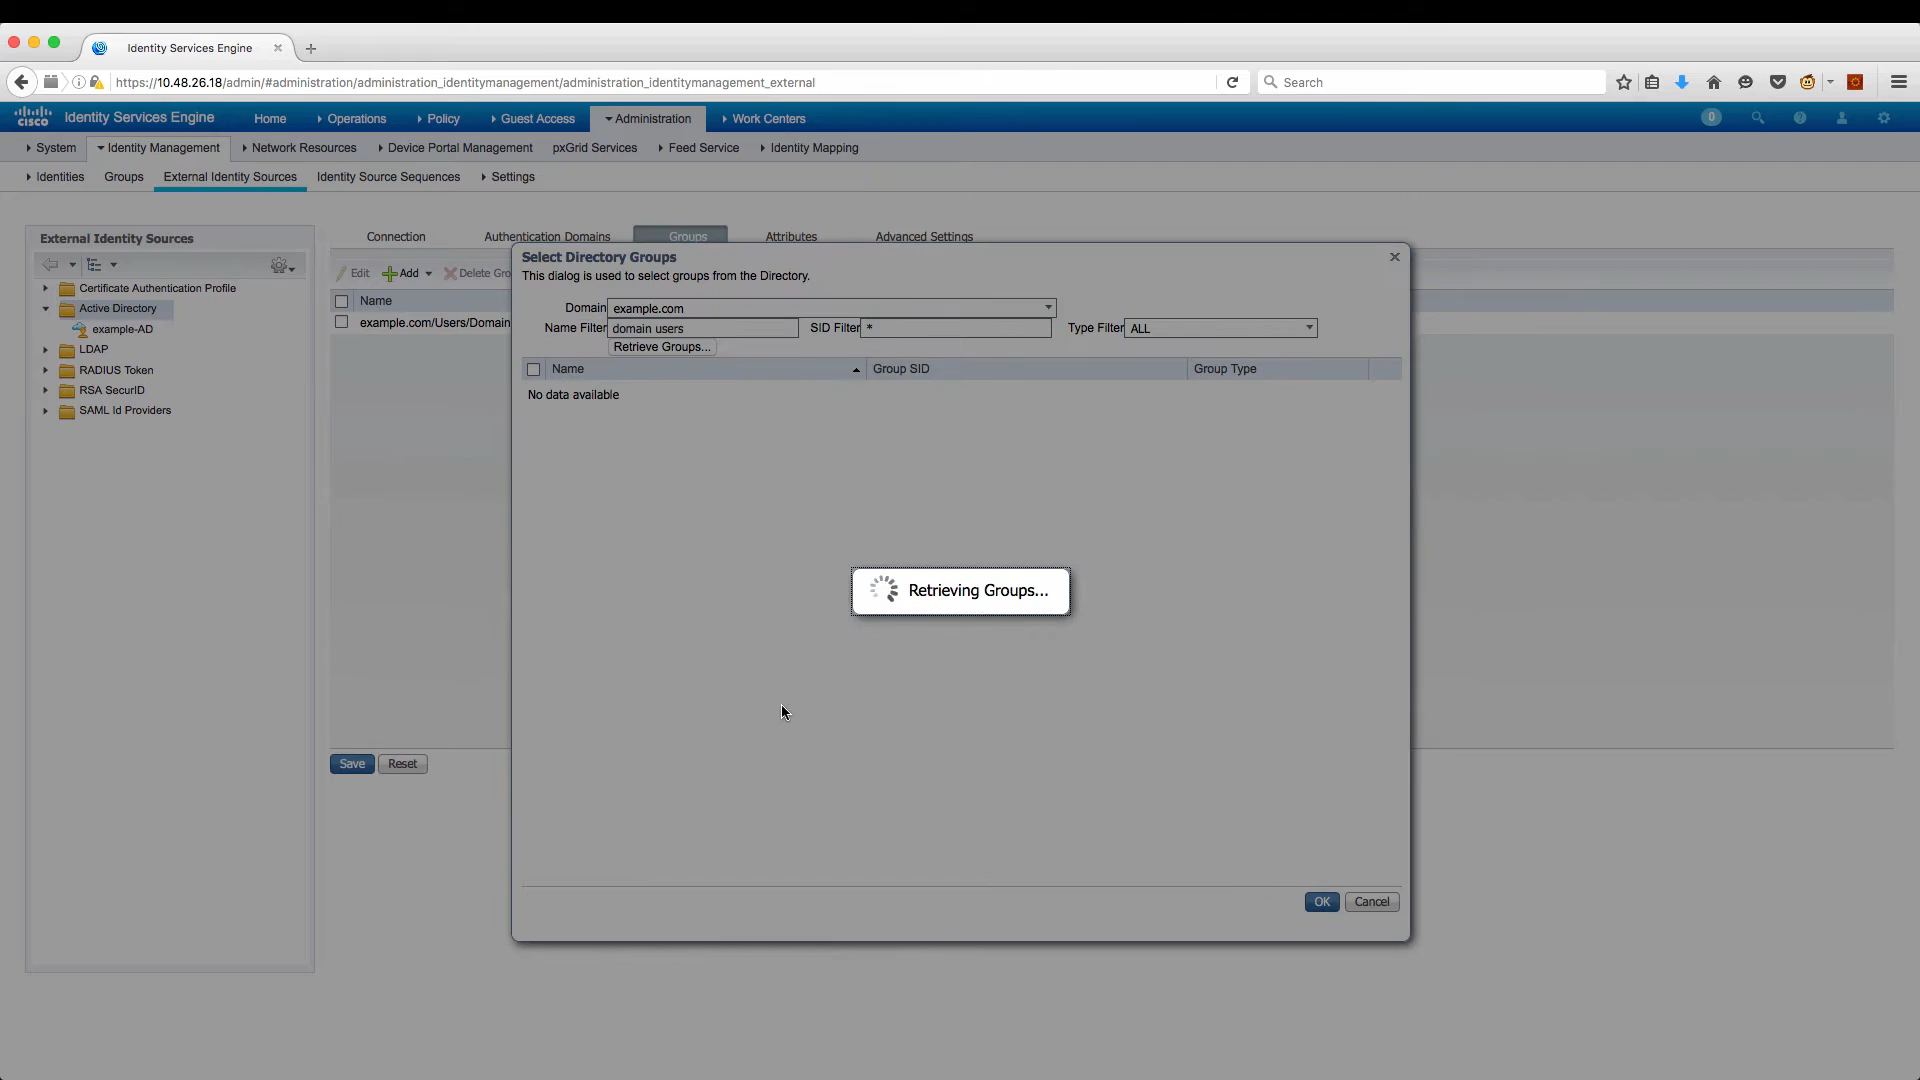 Identity Services Engine
https://10.48.26.18/admin/#administration/administration_identitymanagement/administration_identitymanagement_external
Search
cisco Identity Services Engine Home Operations Policy Guest Access Administration Work Centers 0
System Identity Management Network Resources Device Portal Management pxGrid Services Feed Service Identity Mapping
Identities Groups External Identity Sources Identity Source Sequences Settings
External Identity Sources
Connection Authentication Domains Groups Attributes Advanced Settings
Edit Add Delete Gro
Name
example.com/Users/Domain
Certificate Authentication Profile
Active Directory
example-AD
LDAP
RADIUS Token
RSA SecurID
SAML Id Providers
Select Directory Groups
This dialog is used to select groups from the Directory.
Domain example.com
Name Filter domain users SID Filter * Type Filter ALL
Retrieve Groups...
Name Group SID Group Type
No data available
Retrieving Groups...
Save Reset
OK Cancel